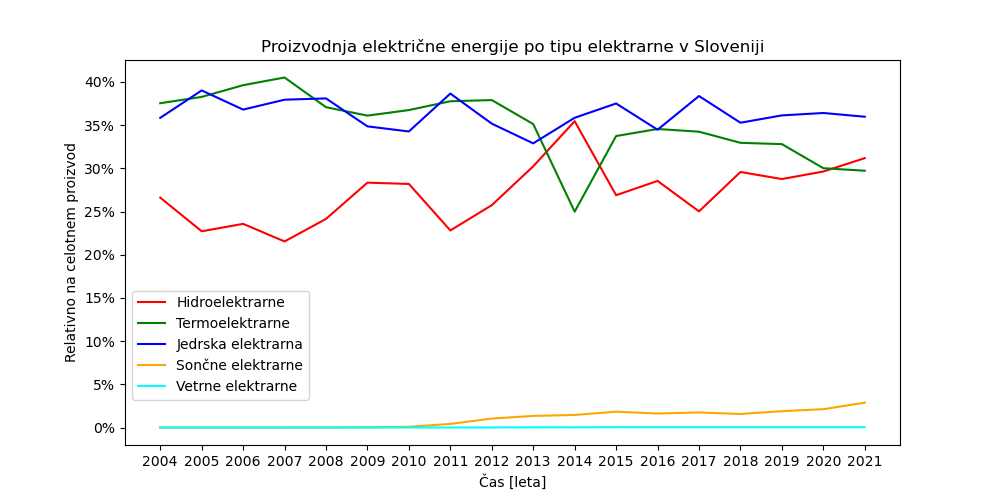 Proizvodnja električne energije po tipu elektrarne v Sloveniji
Relativno na celotnem proizvod
40%
35%
30%
25%
20%
15%
10%
5%
0%
Hidroelektrarne
Termoelektrarne
Jedrska elektrarna
Sončne elektrarne
Vetrne elektrarne
2004 2005 2006 2007 2008 2009 2010 2011 2012 2013 2014 2015 2016 2017 2018 2019 2020 2021
Čas [leta]